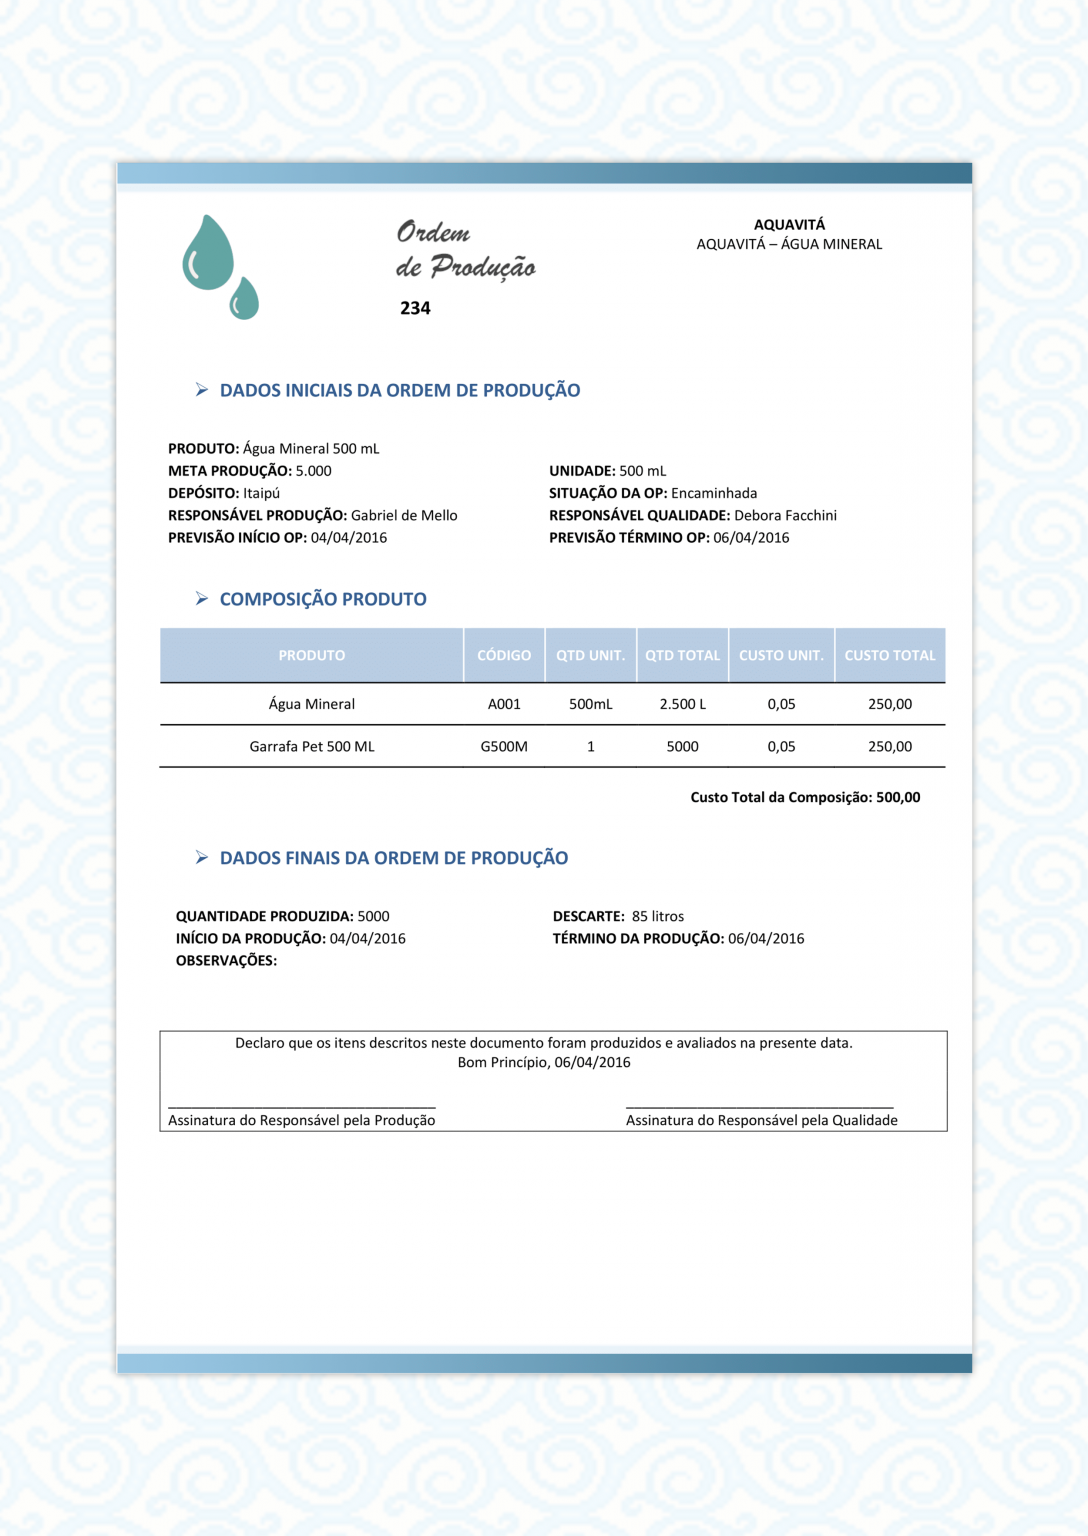 Ordem
de Produção
234
AQUAVITÁ
AQUAVITÁ – ÁGUA MINERAL
DADOS INICIAIS DA ORDEM DE PRODUÇÃO
PRODUTO: Água Mineral 500 mL
META PRODUÇÃO: 5.000 UNIDADE: 500 mL
DEPÓSITO: Itaipú SITUAÇÃO DA OP: Encaminhada
RESPONSÁVEL PRODUÇÃO: Gabriel de Mello RESPONSÁVEL QUALIDADE: Debora Facchini
PREVISÃO INÍCIO OP: 04/04/2016 PREVISÃO TÉRMINO OP: 06/04/2016
COMPOSIÇÃO PRODUTO
PRODUTO CÓDIGO QTD UNIT. QTD TOTAL CUSTO UNIT. CUSTO TOTAL
Água Mineral A001 500mL 2.500 L 0,05 250,00
Garrafa Pet 500 ML G500M 1 5000 0,05 250,00
Custo Total da Composição: 500,00
DADOS FINAIS DA ORDEM DE PRODUÇÃO
QUANTIDADE PRODUZIDA: 5000 DESCARTE: 85 litros
INÍCIO DA PRODUÇÃO: 04/04/2016 TÉRMINO DA PRODUÇÃO: 06/04/2016
OBSERVAÇÕES:
Declaro que os itens descritos neste documento foram produzidos e avaliados na presente data.
Bom Princípio, 06/04/2016
Assinatura do Responsável pela Produção Assinatura do Responsável pela Qualidade